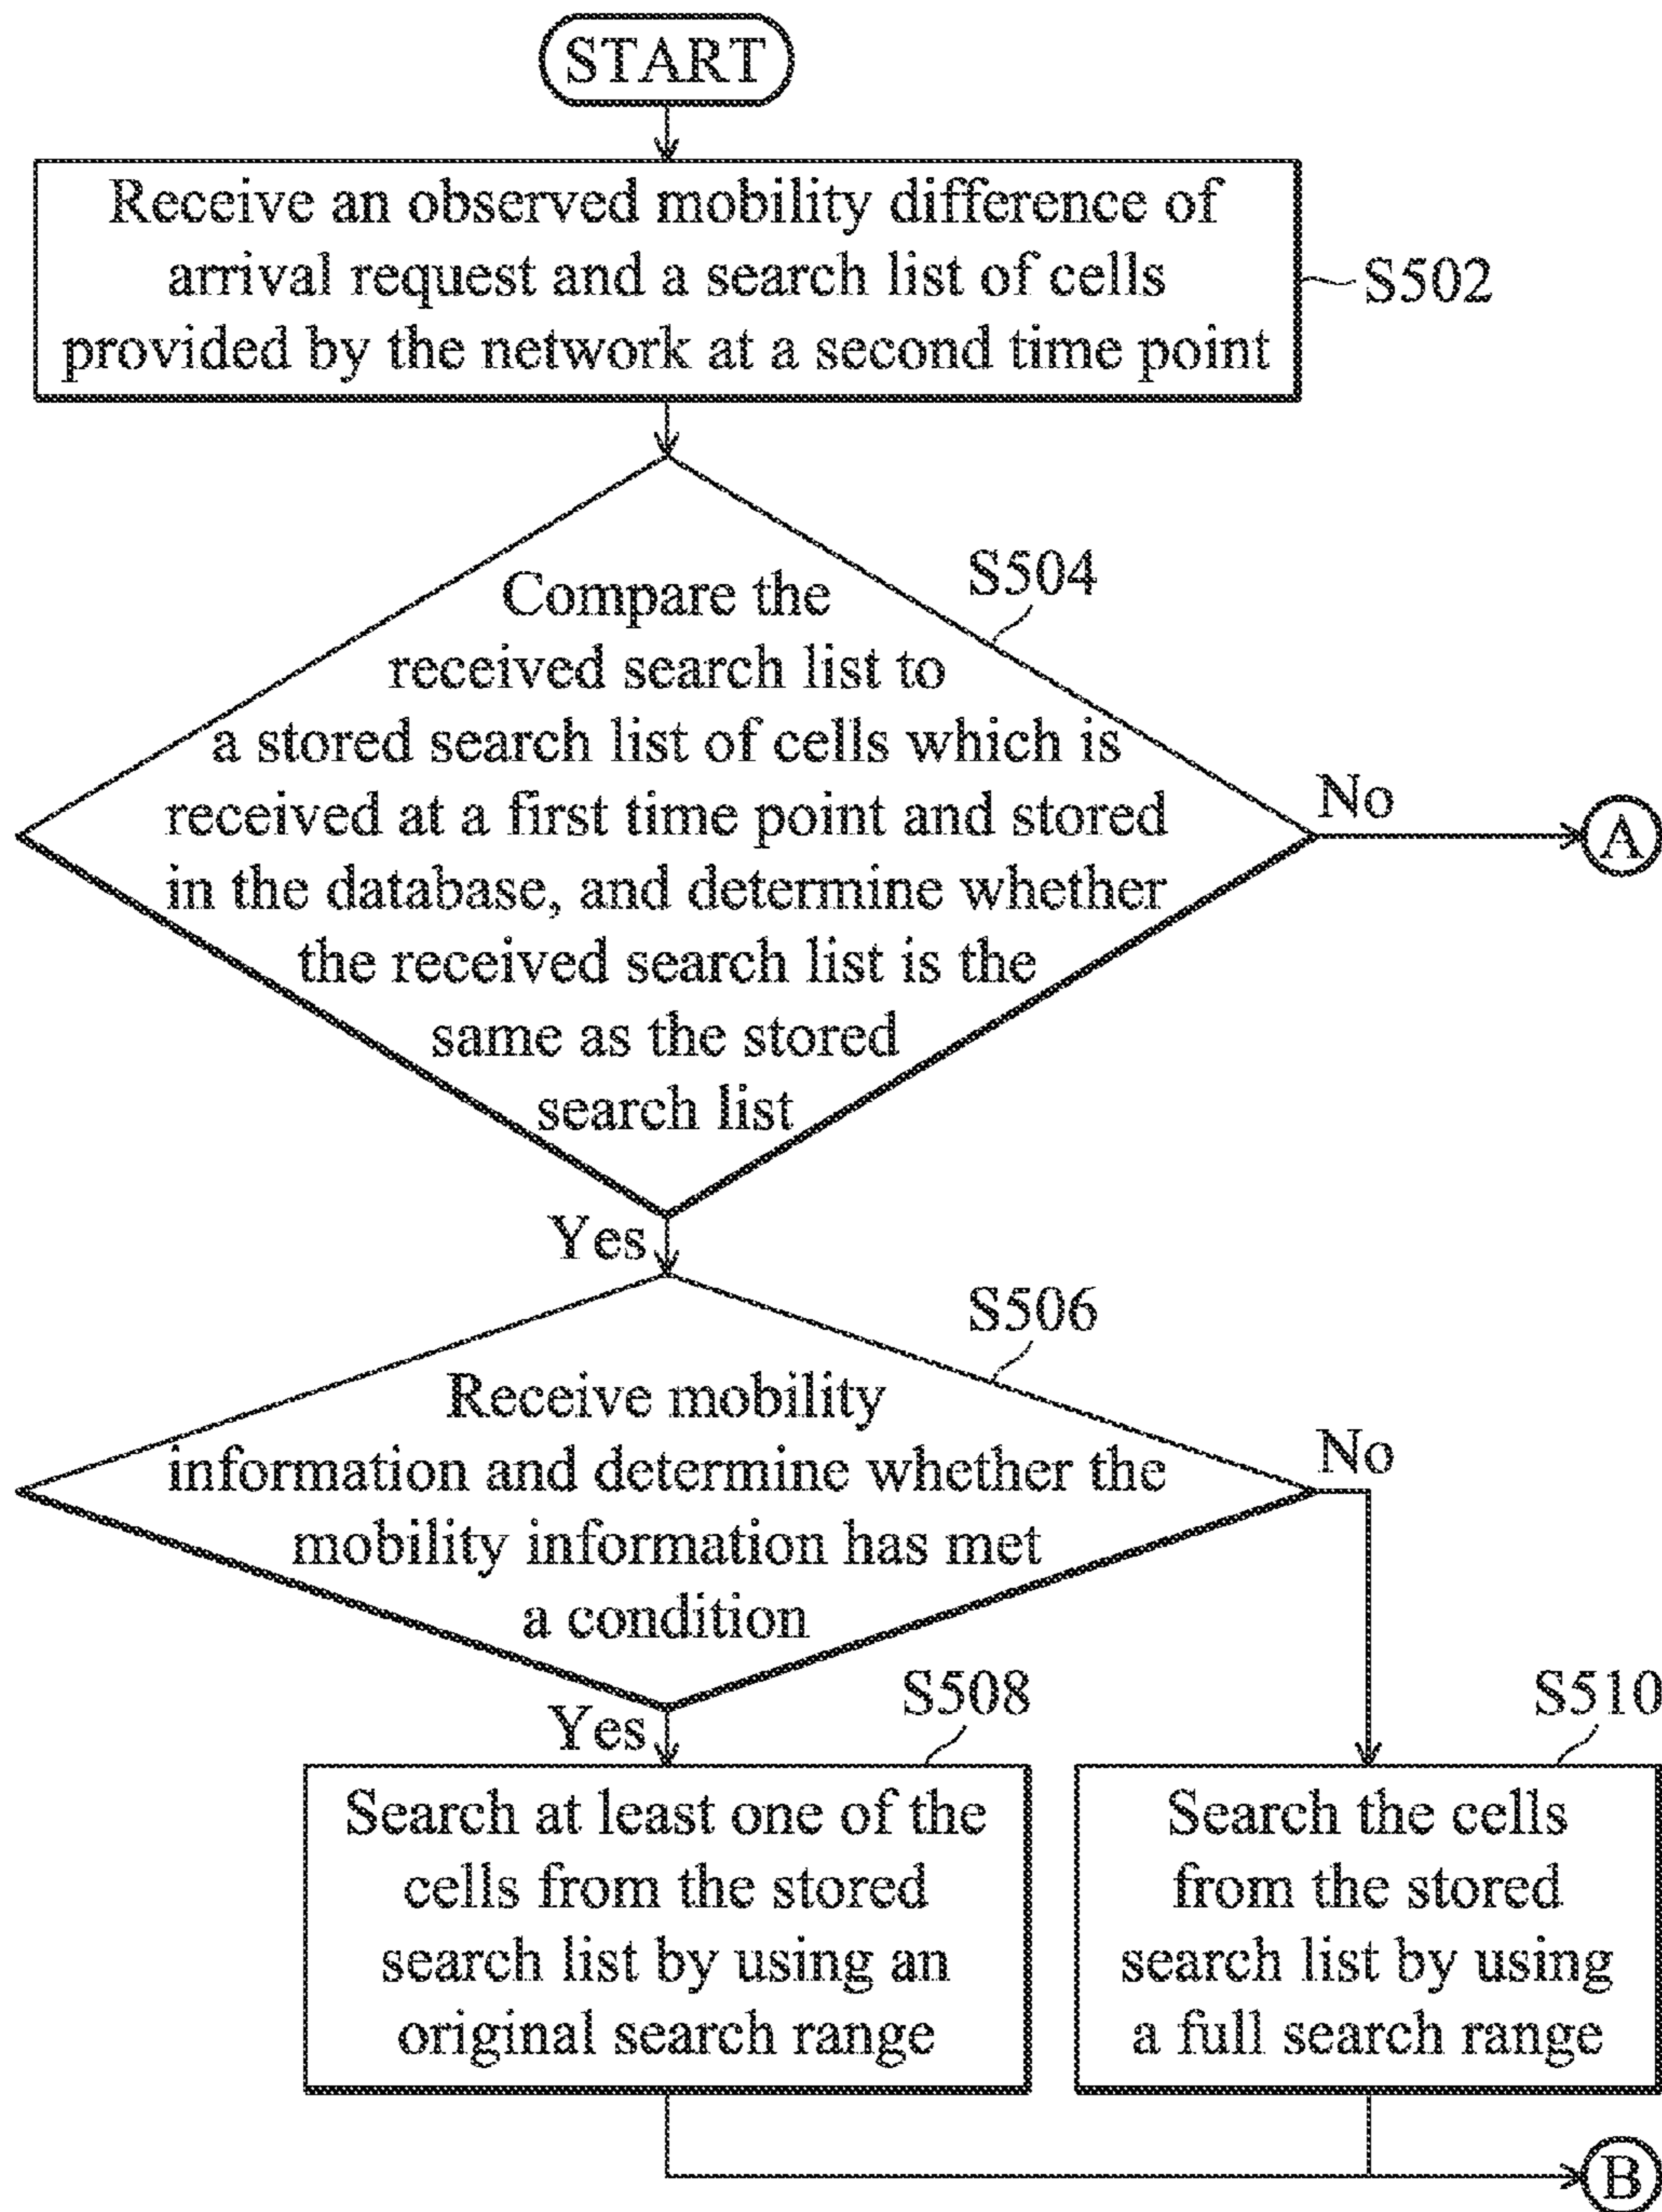 START
Receive an observed mobility difference of
arrival request and a search list of cells
provided by the network at a second time point
S502
S504
Compare the
received search list to
a stored search list of cells which is
received at a first time point and stored
in the database, and determine whether
the received search list is the
same as the stored
search list
No
A
Yes
S506
Receive mobility
information and determine whether the
mobility information has met
a condition
No
Yes
S508
Search at least one of the
cells from the stored
search list by using an
original search range
S510
Search the cells
from the stored
search list by using
a full search range
B